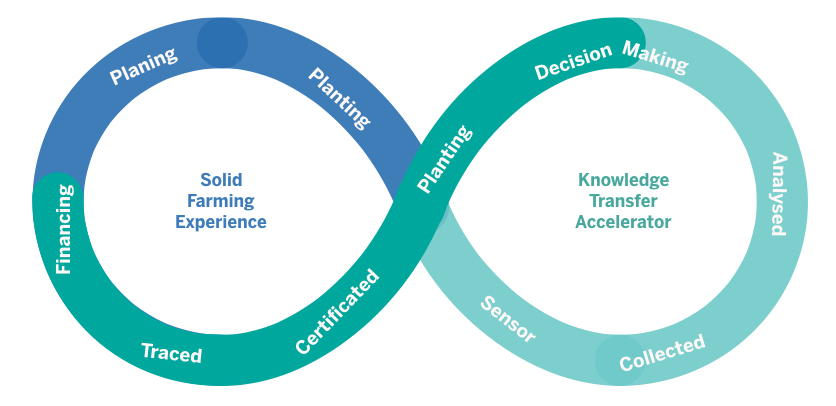 Planing
Planting
Solid
Farming
Experience
Financing
Traced
Certificated
Planting
Decision Making
Knowledge
Transfer
Accelerator
Analysed
Collected
Sensor